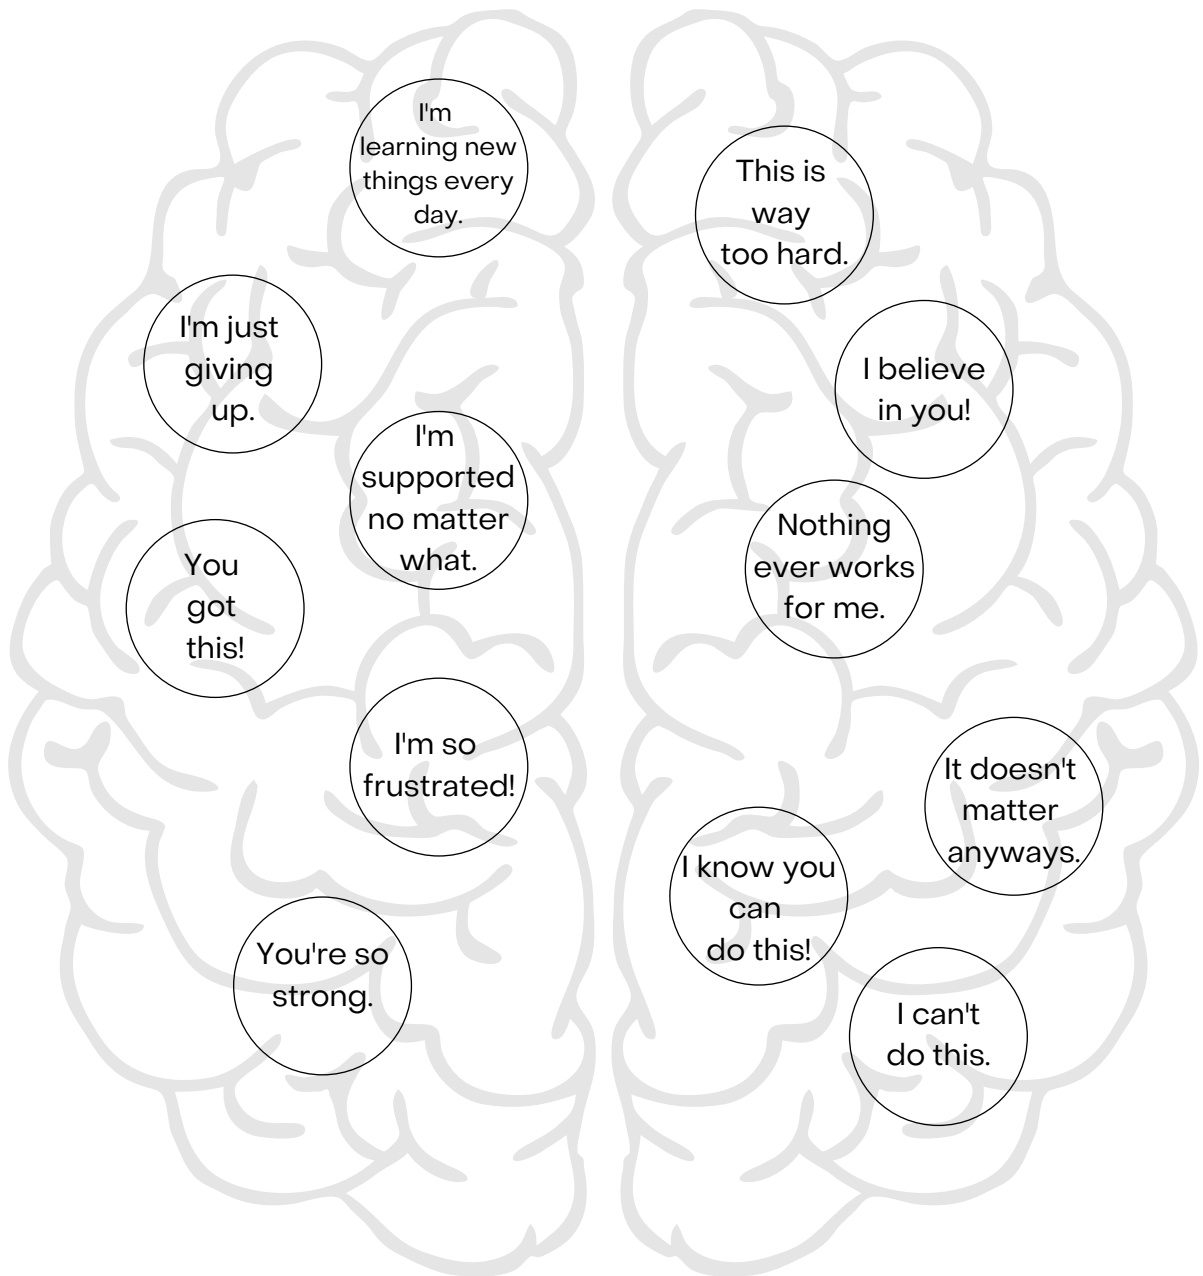 I'm
learning new
things every
day.
This is
way
too hard.
I'm just
giving
up.
I believe
in you!
I'm
supported
no matter
what.
Nothing
ever works
for me.
You
got
this!
I'm so
frustrated!
It doesn't
matter
anyways.
I know you
can
do this!
You're so
strong.
I can't
do this.